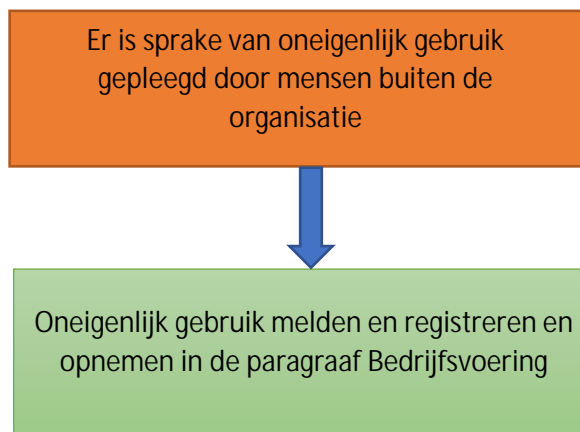 Er is sprake van oneigenlijk gebruik
gepleegd door mensen buiten de
organisatie
Oneigenlijk gebruik melden en registreren en
opnemen in de paragraaf Bedrijfsvoering